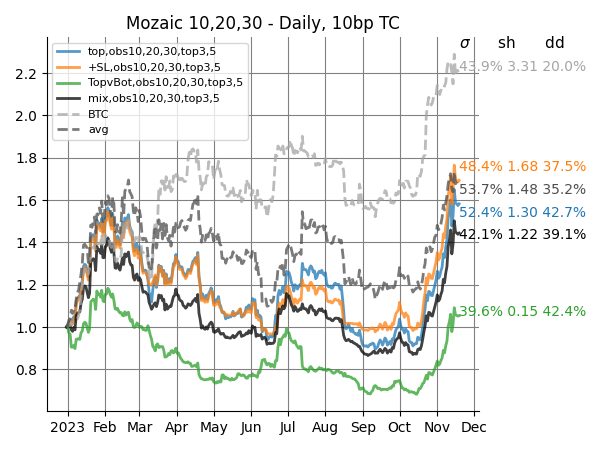 Mozaic 10,20,30 - Daily, 10bp TC
σ sh dd
top,obs10,20,30,top3,5
+SL,obs10,20,30,top3,5
TopvBot,obs10,20,30,top3,5
mix,obs10,20,30,top3,5
BTC
avg
43.9% 3.31 20.0%
48.4% 1.68 37.5%
53.7% 1.48 35.2%
52.4% 1.30 42.7%
42.1% 1.22 39.1%
39.6% 0.15 42.4%
2.2
2.0
1.8
1.6
1.4
1.2
1.0
0.8
2023 Feb Mar Apr May Jun Jul Aug Sep Oct Nov Dec